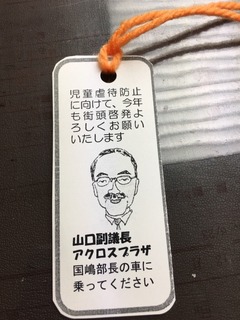 児童虐待防止
に向けて、今年
も街頭啓発よ
ろしくお願い
いたします
山口副議長
アクロスプラザ
国嶋部長の車に
乗ってください